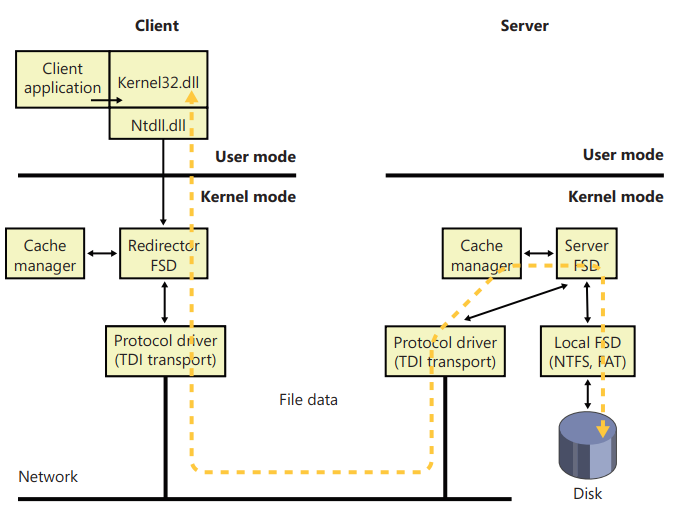 Client
Server
Client
application
Kernel32.dll
Ntdll.dll
User mode
User mode
Kernel mode
Kernel mode
Cache
manager
Redirector
FSD
Cache
manager
Server
FSD
Protocol driver
(TDI transport)
Protocol driver
(TDI transport)
Local FSD
(NTFS, FAT)
File data
Network
Disk